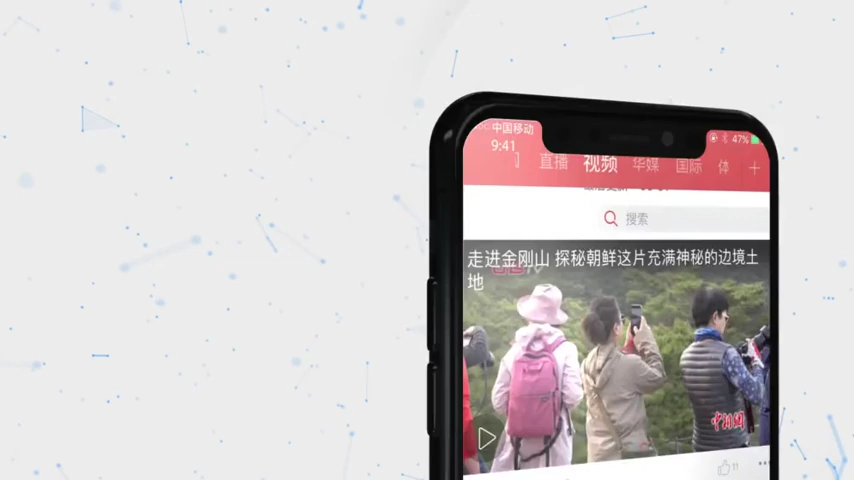 中国移动
47%
9:41
直播 视频 华媒 国际 体 +
搜索
走进金刚山 探秘朝鲜这片充满神秘的边境土
地
中新网
11